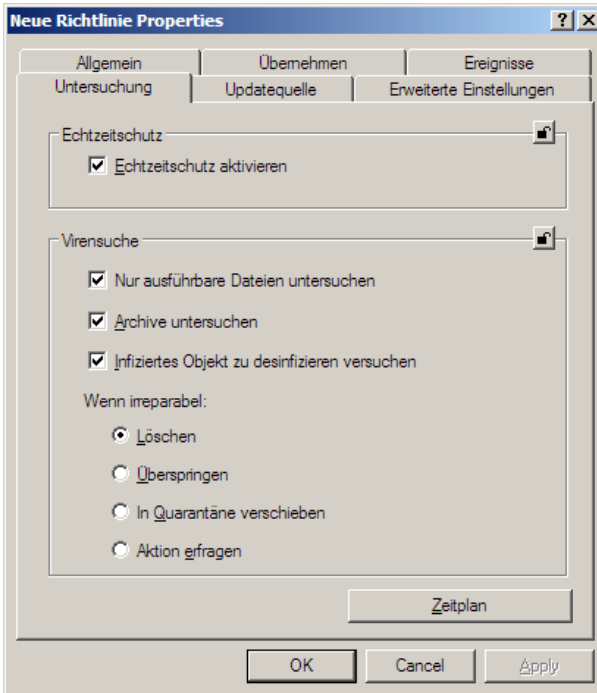 Neue Richtlinie Properties
Allgemein Übernehmen Ereignisse
Untersuchung Updatequelle Erweiterte Einstellungen
Echtzeitschutz
Echtzeitschutz aktivieren
Virensuche
Nur ausführbare Dateien untersuchen
Archive untersuchen
Infiziertes Objekt zu desinfizieren versuchen
Wenn irreparabel:
Löschen
Überspringen
In Quarantäne verschieben
Aktion erfragen
Zeitplan
OK Cancel Apply